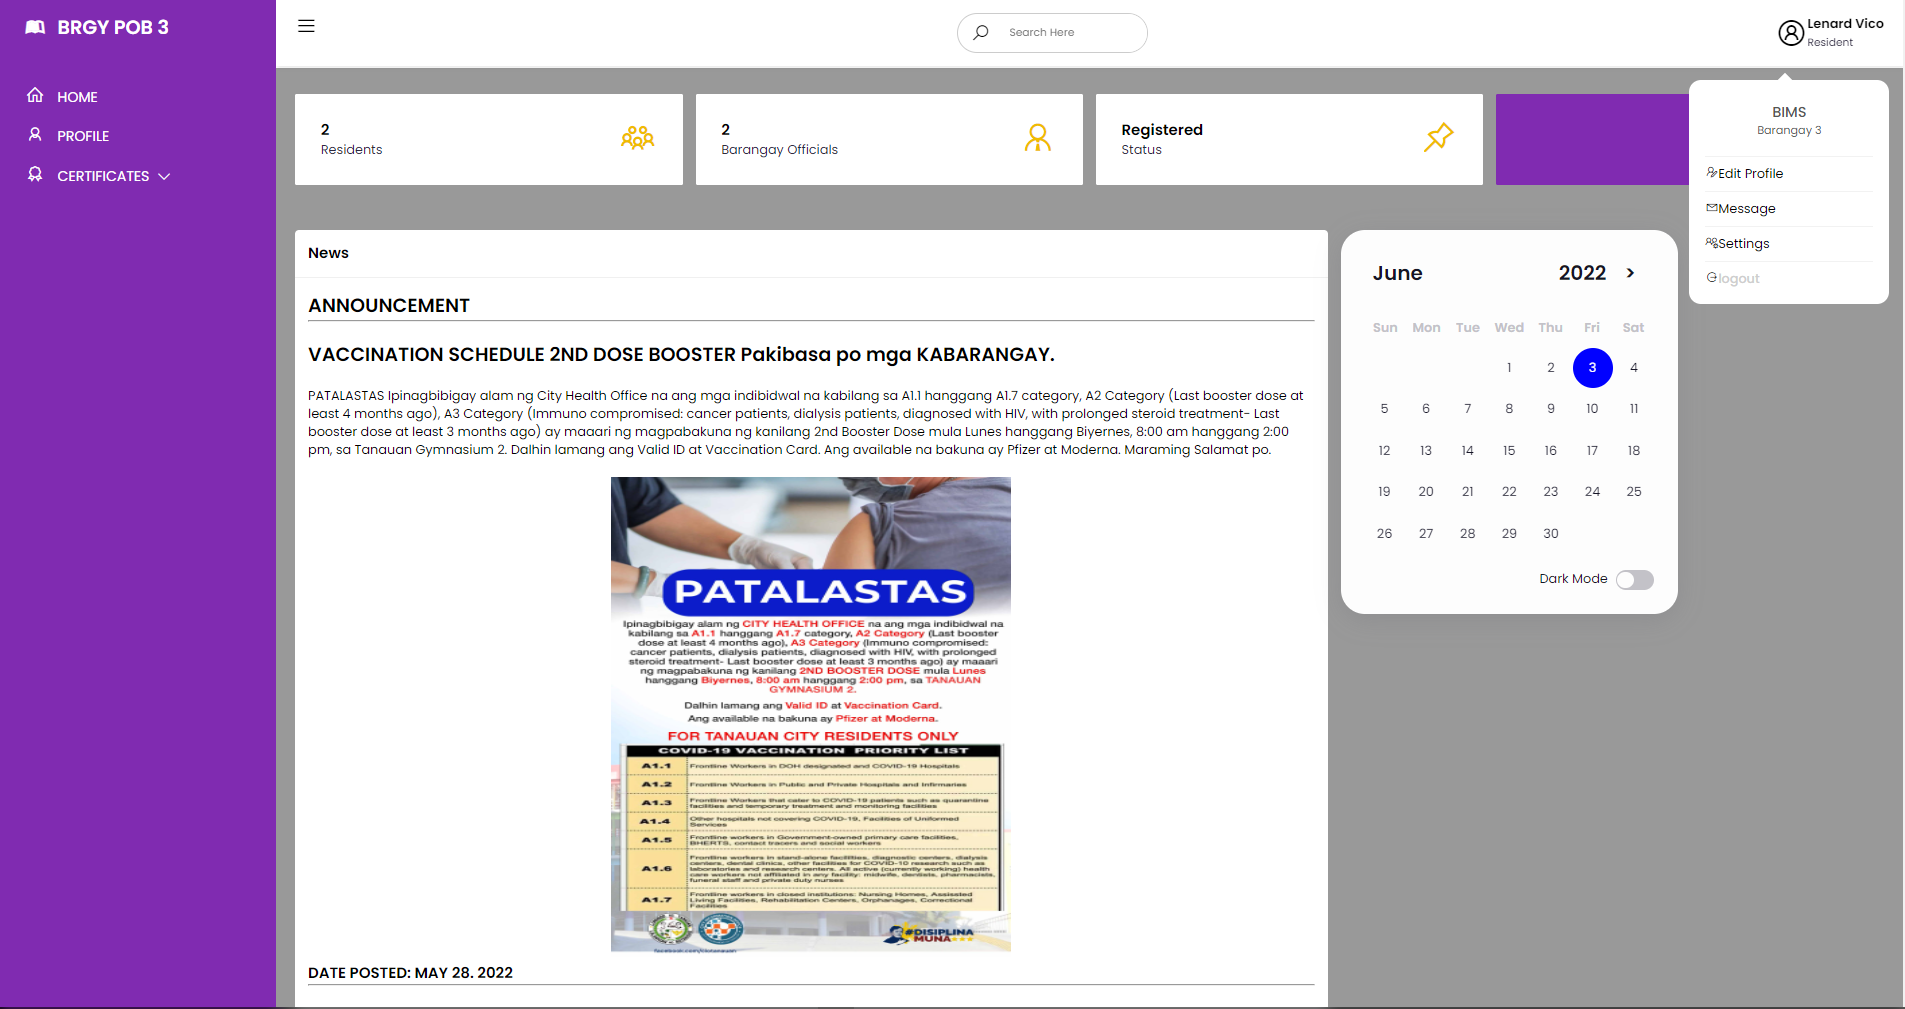 BRGY POB 3
HOME
PROFILE
CERTIFICATES
Search Here
Lenard Vico
Resident
2
Residents
2
Barangay Officials
Registered
Status
BIMS
Barangay 3
Edit Profile
Message
Settings
logout
News
ANNOUNCEMENT
VACCINATION SCHEDULE 2ND DOSE BOOSTER Pakibasa po mga KABARANGAY.
PATALASTAS Ipinagbibigay alam ng City Health Office na ang mga indibidwal na kabilang sa A1.1 hanggang A1.7 category, A2 Category (Last booster dose at
least 4 months ago), A3 Category (Immuno compromised: cancer patients, dialysis patients, diagnosed with HIV, with prolonged steroid treatment- Last
booster dose at least 3 months ago) ay maaari ng magpabakuna ng kanilang 2nd Booster Dose mula Lunes hanggang Biyernes, 8:00 am hanggang 2:00
pm, sa Tanauan Gymnasium 2. Dalhin lamang ang Valid ID at Vaccination Card. Ang available na bakuna ay Pfizer at Moderna. Maraming Salamat po.
PATALASTAS
Ipinagbibigay alam ng CITY HEALTH OFFICE na ang mga indibidwal na
kabilang sa A1.1 hanggang A1.7 category, A2 Category (Last booster
dose at least 4 months ago), A3 Category (Immuno compromised:
cancer patients, dialysis patients, diagnosed with HIV, with prolonged
steroid treatment- Last booster dose at least 3 months ago) ay maaari
ng magpabakuna ng kanilang 2ND BOOSTER DOSE mula Lunes
hanggang Biyernes, 8:00 am hanggang 2:00 pm, sa TANAUAN
GYMNASIUM 2.
Dalhin lamang ang Valid ID at Vaccination Card.
Ang available na bakuna ay Pfizer at Moderna.
FOR TANAUAN CITY RESIDENTS ONLY
COVID-19 VACCINATION PRIORITY LIST
A1.1 Frontline Workers in DOH designated and COVID-19 Hospitals
A1.2 Frontline Workers in Public and Private Hospitals and Infirmaries
A1.3 Frontline Workers that cater to COVID-19 patients such as quarantine
facilities and temporary treatment and monitoring facilities
A1.4 Other hospitals not covering COVID-19, Facilities of Uniformed
Services
A1.5 Frontline workers in Government-owned primary care facilities,
BHERTS, contact tracers and social workers
A1.6 Frontline workers in stand-alone facilities, diagnostic centers, dialysis
centers, dental clinics, other facilities for COVID-19 research such as
laboratories and research centers. All active (currently working) health
care workers not affiliated in any facility: midwife, dentists, pharmacists,
funeral staff and private duty nurses
A1.7 Frontline workers in closed institutions: Nursing Homes, Assissted
Living Facilities, Rehabilitation Centers, Orphanages, Correctional
Facilities
#DISIPLINA
MUNA
DATE POSTED: MAY 28. 2022
June 2022 >
Sun Mon Tue Wed Thu Fri Sat
1 2 3 4
5 6 7 8 9 10 11
12 13 14 15 16 17 18
19 20 21 22 23 24 25
26 27 28 29 30
Dark Mode